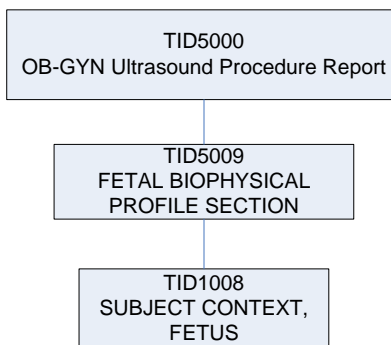 TID5000
OB-GYN Ultrasound Procedure Report
TID5009
FETAL BIOPHYSICAL
PROFILE SECTION
TID1008
SUBJECT CONTEXT,
FETUS